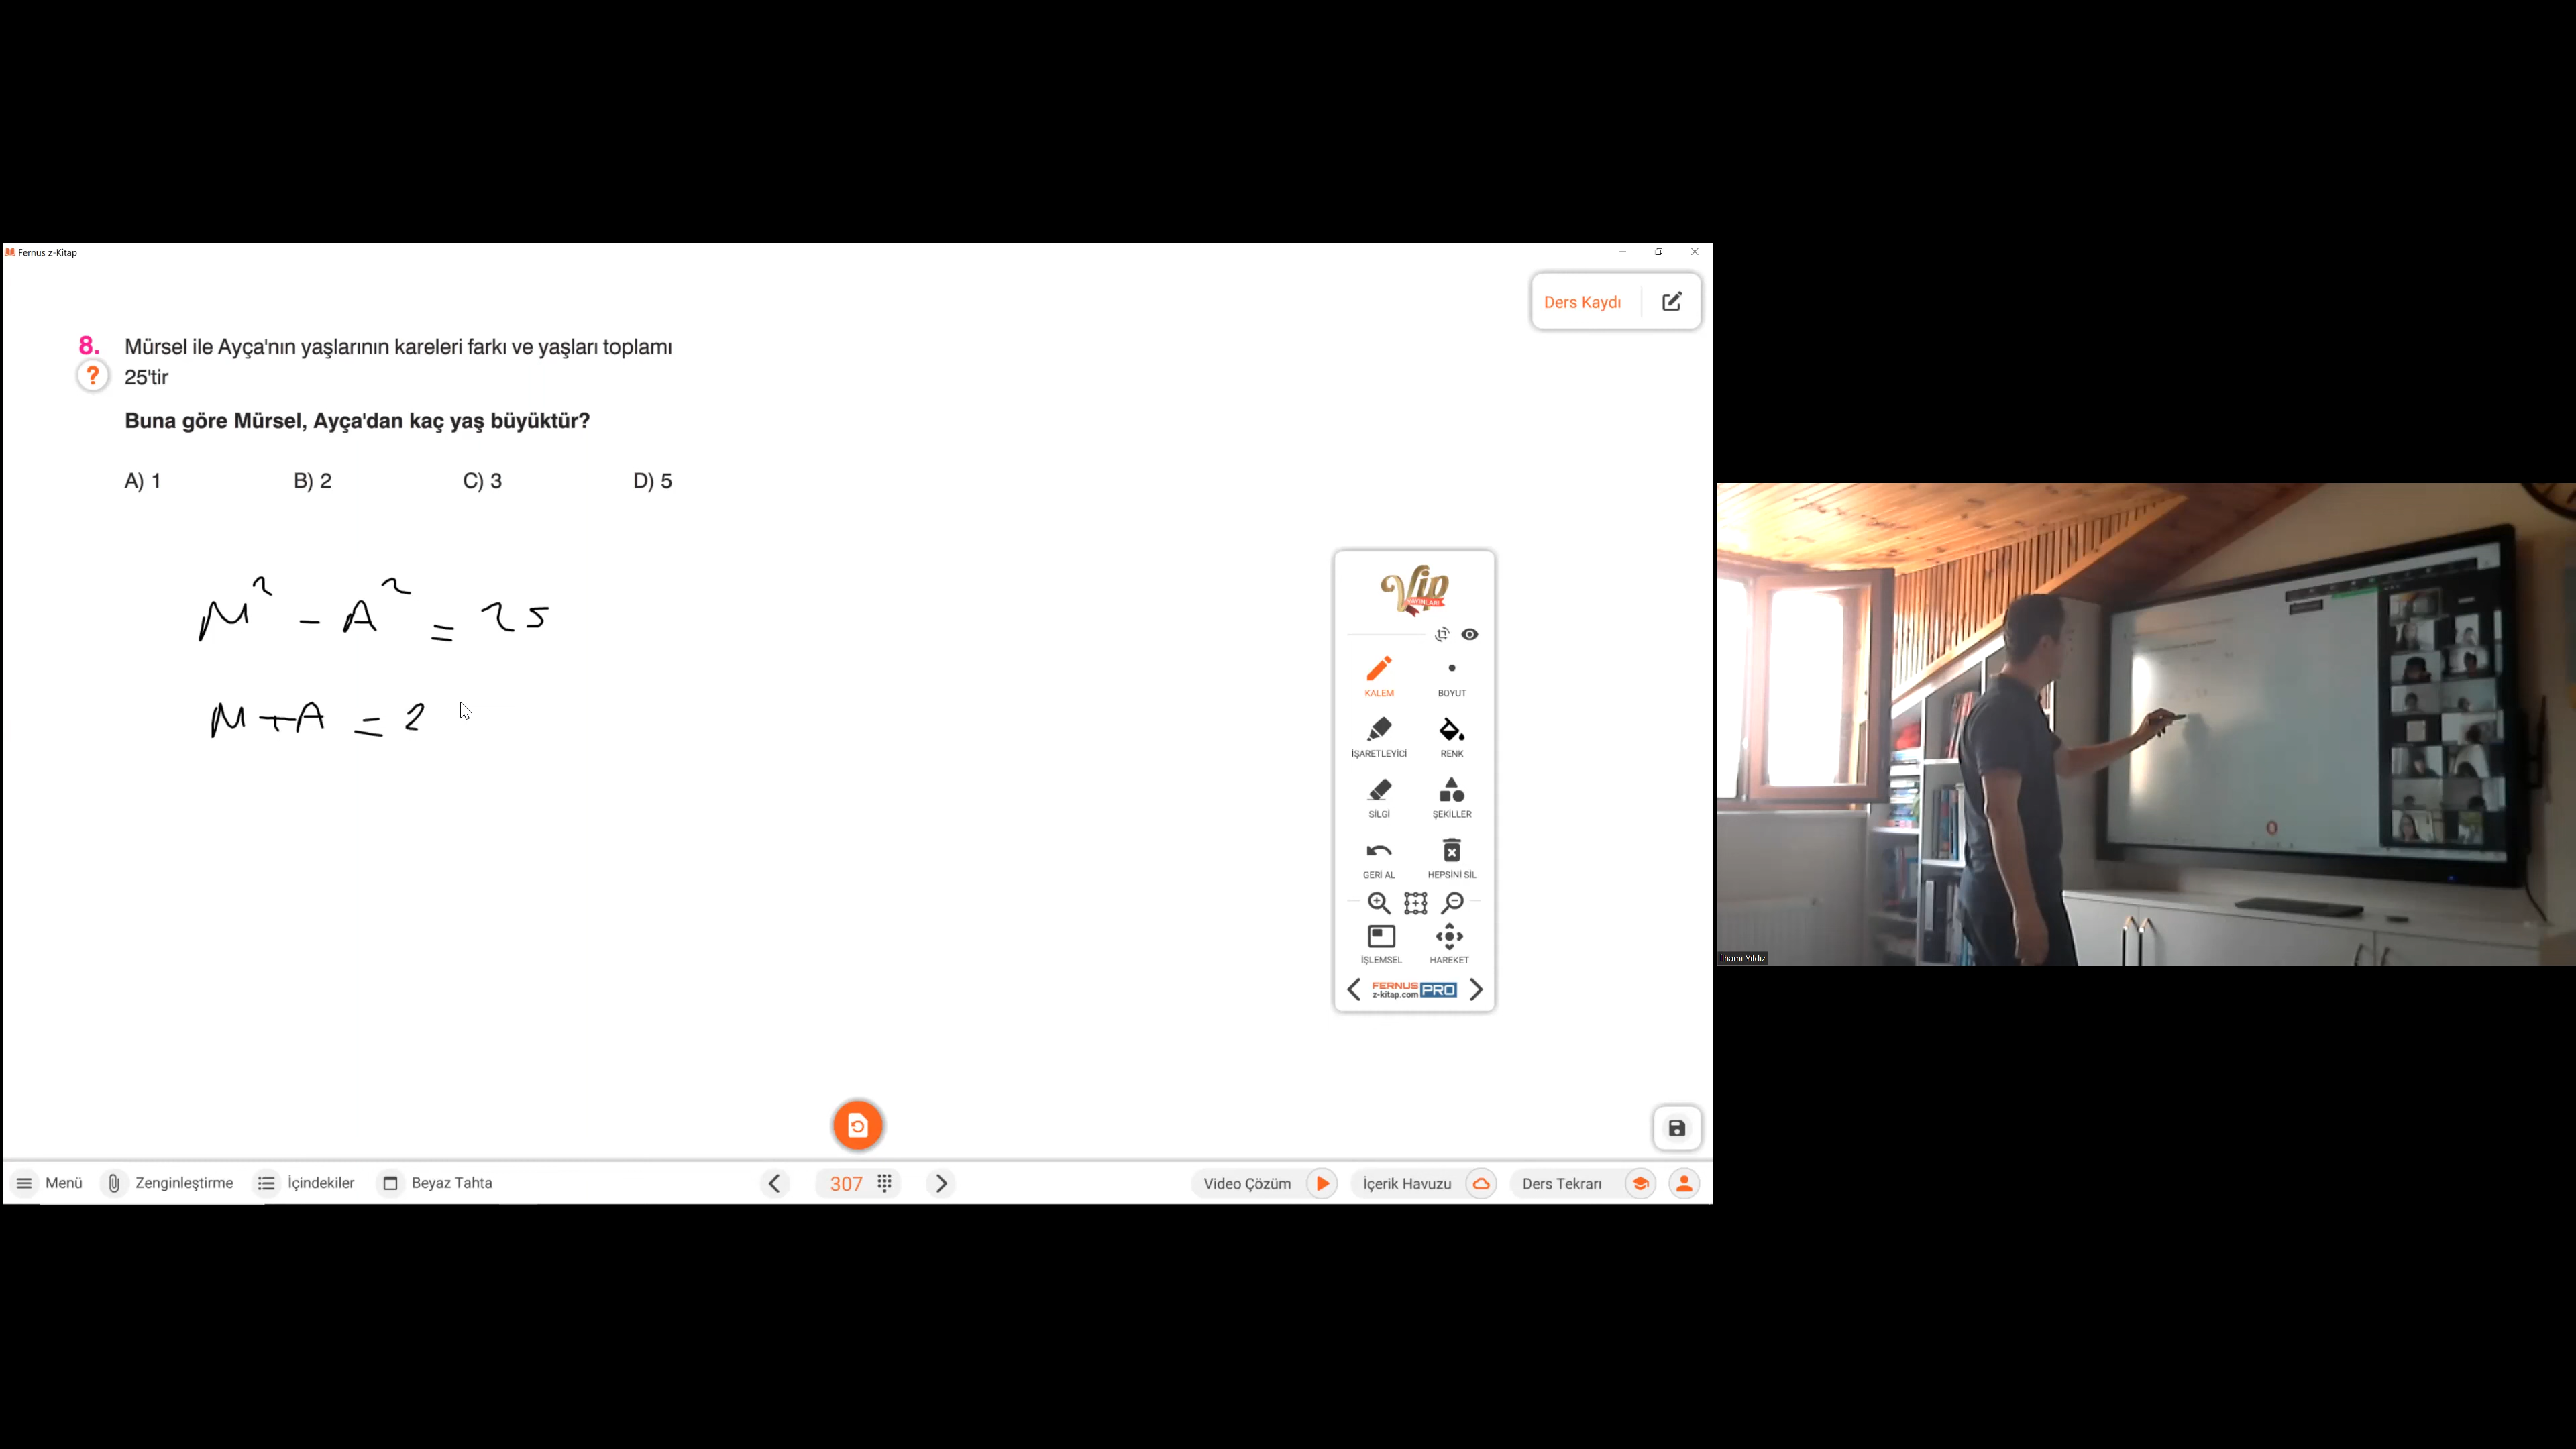 Fernus z-Kitap
Ders Kaydı
8. Mürsel ile Ayça'nın yaşlarının kareleri farkı ve yaşları toplamı
? 25'tir
Buna göre Mürsel, Ayça'dan kaç yaş büyüktür?
A) 1 B) 2 C) 3 D) 5
M² - A² = 25
M + A = 2
Vip
YAYINLARI
KALEM BOYUT
İŞARETLEYİCİ RENK
SİLGİ ŞEKİLLER
GERİ AL HEPSİNİ SİL
İŞLEMSEL HAREKET
FERNUS
z-kitap.com PRO
Menü Zenginleştirme İçindekiler Beyaz Tahta 307 Video Çözüm İçerik Havuzu Ders Tekrarı
İlhami Yıldız